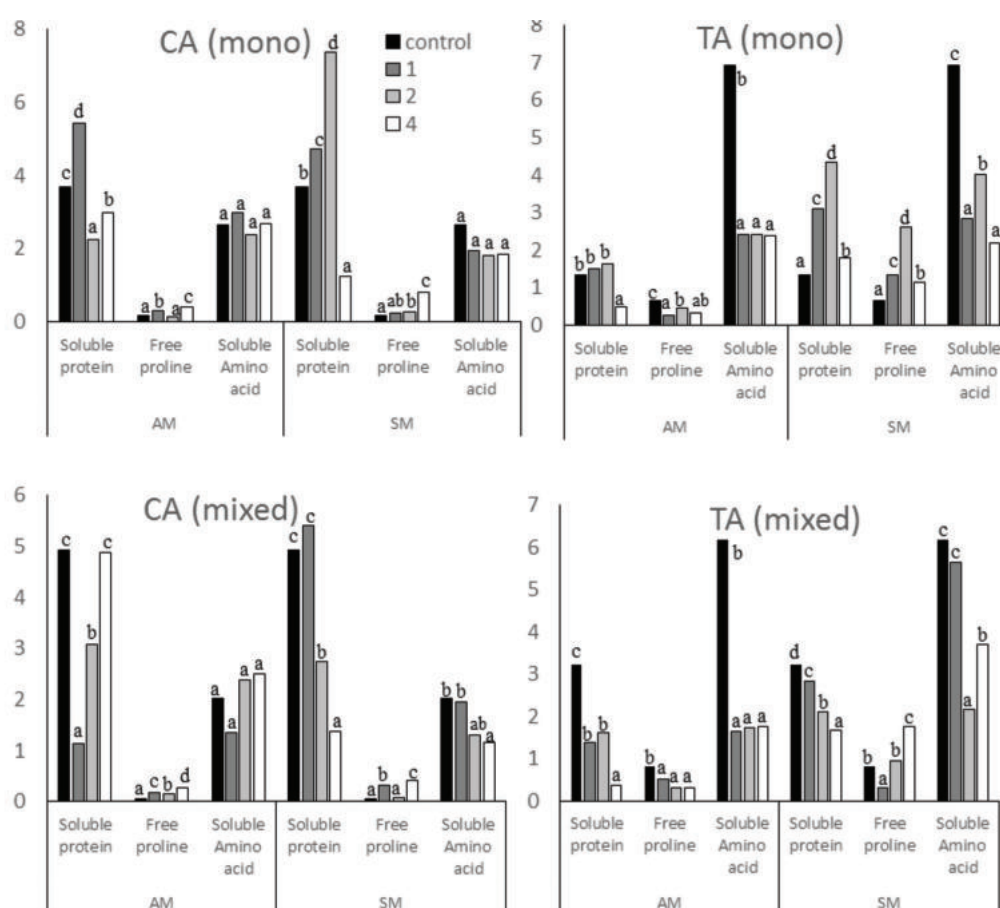 CA (mono)
control
1
2
4
8
6
4
2
0
c d a b
a b a c
a a a a
b c d a
a ab b c
a a a a
Soluble protein
Free proline
Soluble Amino acid
Soluble protein
Free proline
Soluble Amino acid
AM
SM
TA (mono)
8
7
6
5
4
3
2
1
0
b b b a
c a b ab
b a a a
a c d b
a c d b
c a b a
Soluble protein
Free proline
Soluble Amino acid
Soluble protein
Free proline
Soluble Amino acid
AM
SM
CA (mixed)
6
5
4
3
2
1
0
c a b c
a c b d
a a a a
c c b a
a b a c
b b ab a
Soluble protein
Free proline
Soluble Amino acid
Soluble protein
Free proline
Soluble Amino acid
AM
SM
TA (mixed)
7
6
5
4
3
2
1
0
c b b a
b a a a
b a a a
d c b a
b a b c
c c a b
Soluble protein
Free proline
Soluble Amino acid
Soluble protein
Free proline
Soluble Amino acid
AM
SM